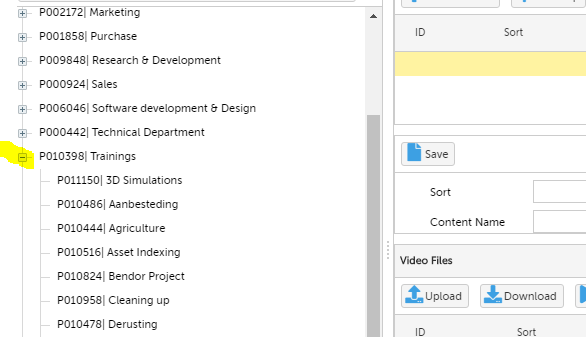 P002172| Marketing
P001858| Purchase
P009848| Research & Development
P000924| Sales
P006046| Software development & Design
P000442| Technical Department
P010398| Trainings
P011150| 3D Simulations
P010486| Aanbesteding
P010444| Agriculture
P010516| Asset Indexing
P010824| Bendor Project
P010958| Cleaning up
P010478| Derusting
ID Sort
Save
Sort
Content Name
Video Files
Upload Download
ID Sort